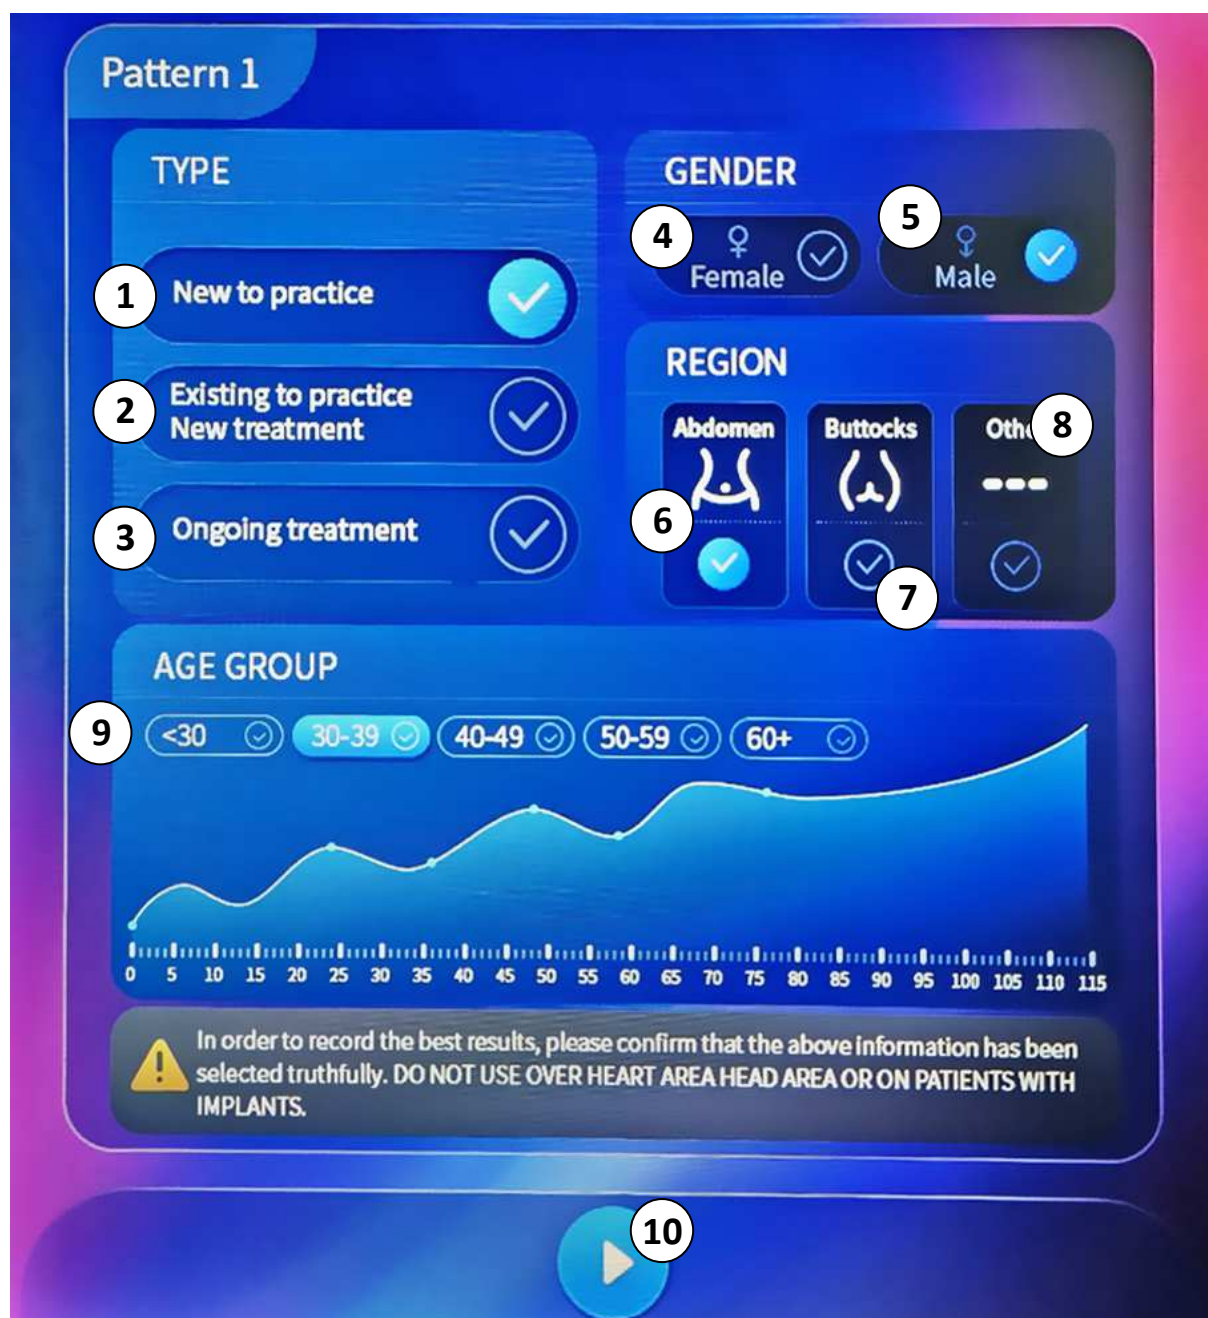 Pattern 1
TYPE
1
New to practice
2
Existing to practice
New treatment
3
Ongoing treatment
GENDER
4
Female
5
Male
REGION
Abdomen
6
Buttocks
7
Oth
8
AGE GROUP
9
<30
30-39
40-49
50-59
60+
0 5 10 15 20 25 30 35 40 45 50 55 60 65 70 75 80 85 90 95 100 105 110 115
In order to record the best results, please confirm that the above information has been
selected truthfully. DO NOT USE OVER HEART AREA HEAD AREA OR ON PATIENTS WITH
IMPLANTS.
10